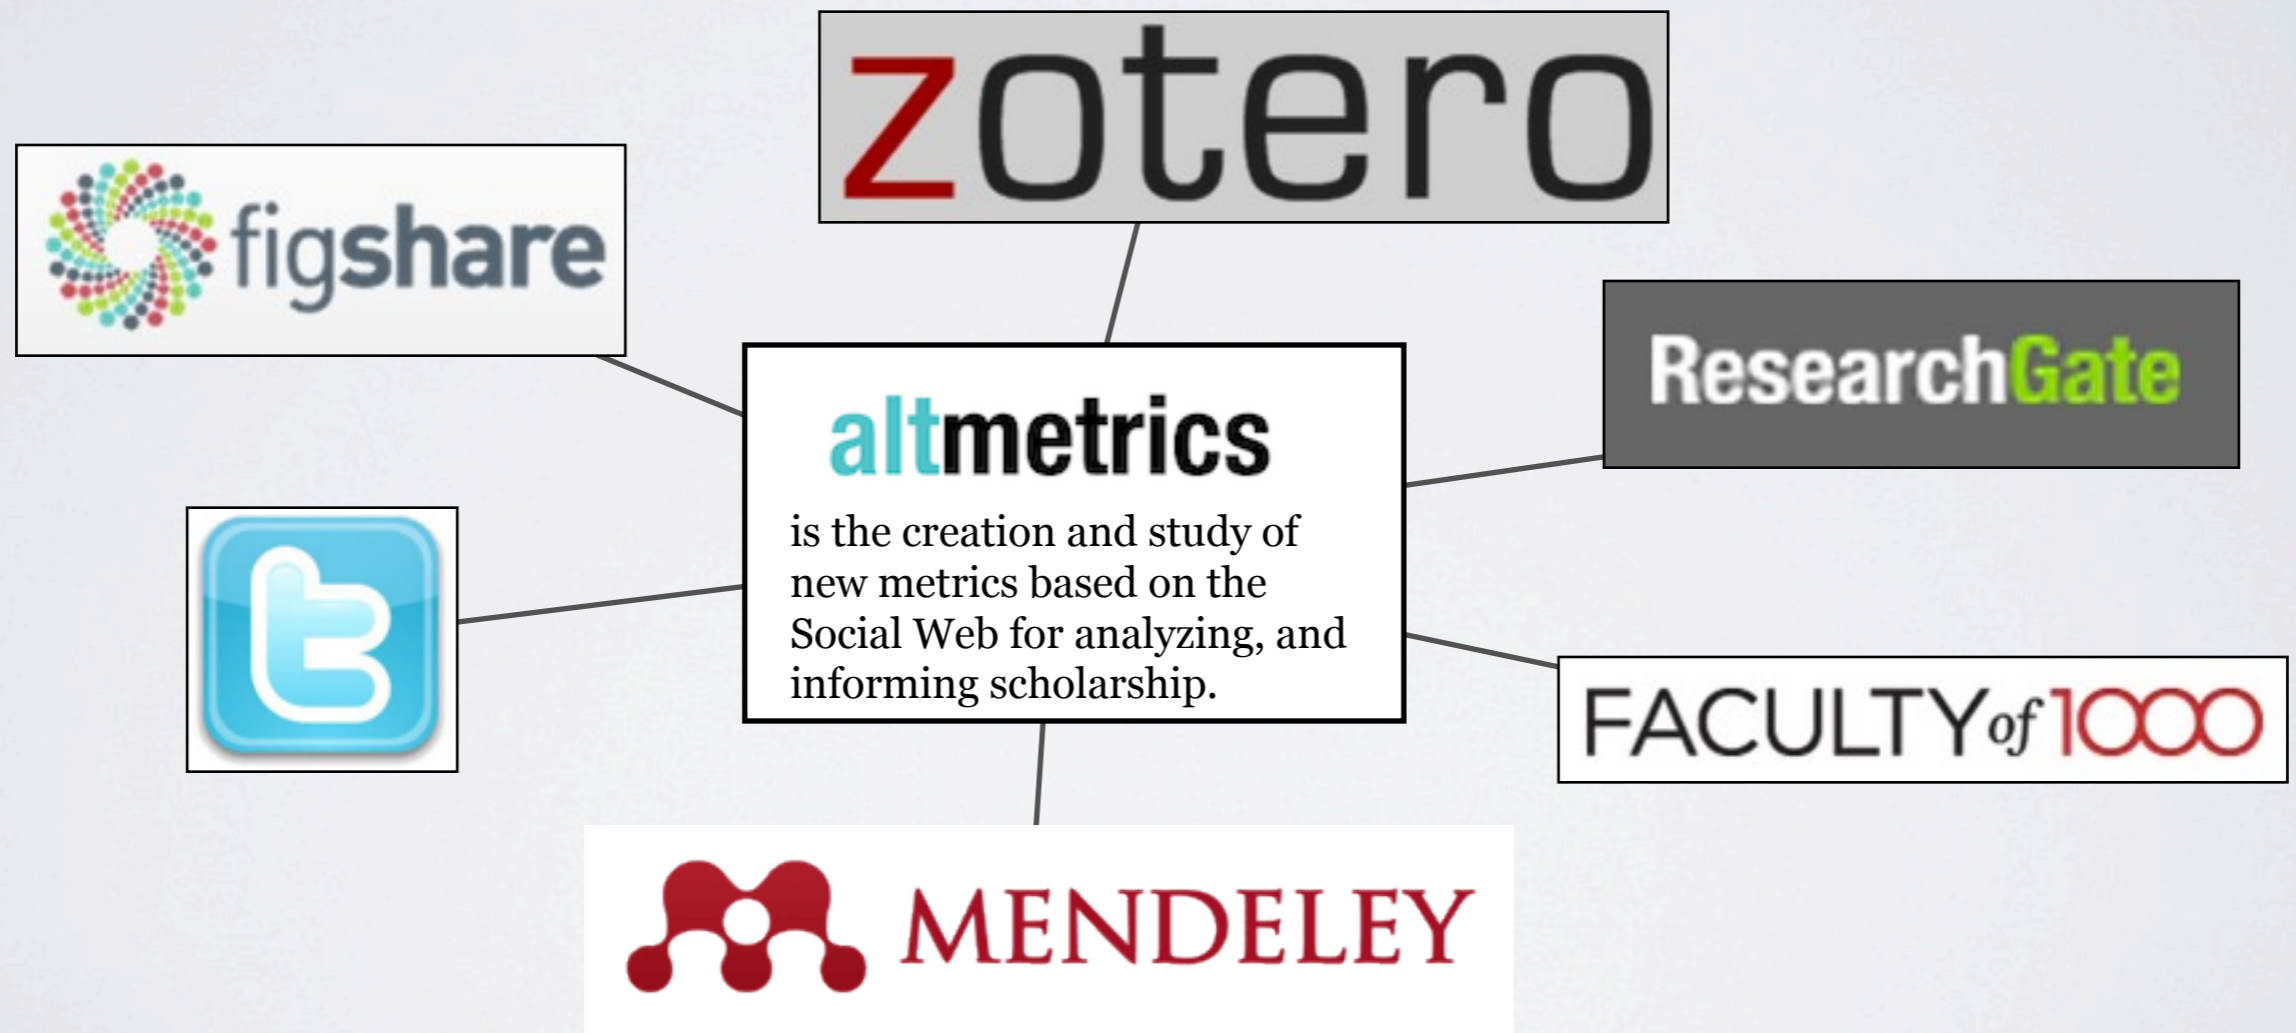 zotero
figshare
ResearchGate
altmetrics
is the creation and study of
new metrics based on the
Social Web for analyzing, and
informing scholarship.
t
FACULTY of 1000
MENDELEY